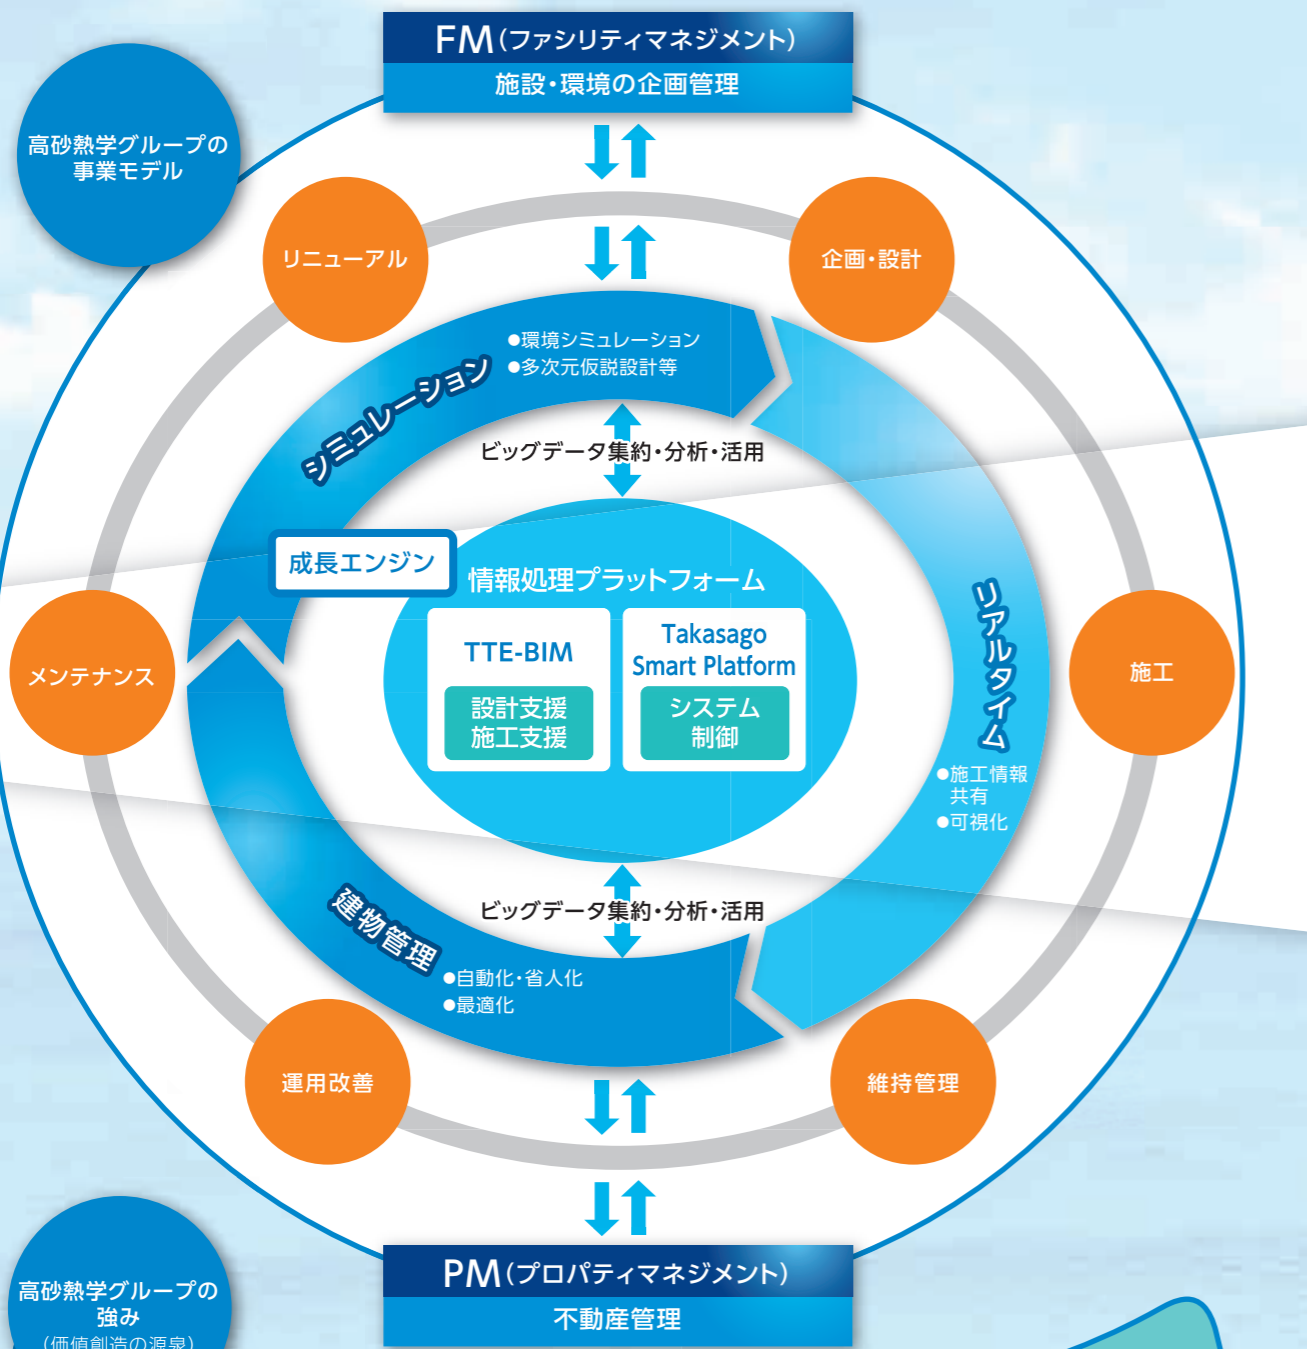 FM(ファシリティマネジメント)
施設・環境の企画管理
高砂熱学グループの
事業モデル
リニューアル
企画・設計
シミュレーション
●環境シミュレーション
●多次元仮説設計等
ビッグデータ集約・分析・活用
成長エンジン
情報処理プラットフォーム
TTE-BIM
設計支援
施工支援
Takasago
Smart Platform
システム
制御
リアルタイム
●施工情報
共有
●可視化
メンテナンス
施工
ビッグデータ集約・分析・活用
建物管理
●自動化・省人化
●最適化
運用改善
維持管理
PM(プロパティマネジメント)
不動産管理
高砂熱学グループの
強み
(価値創造の源泉)